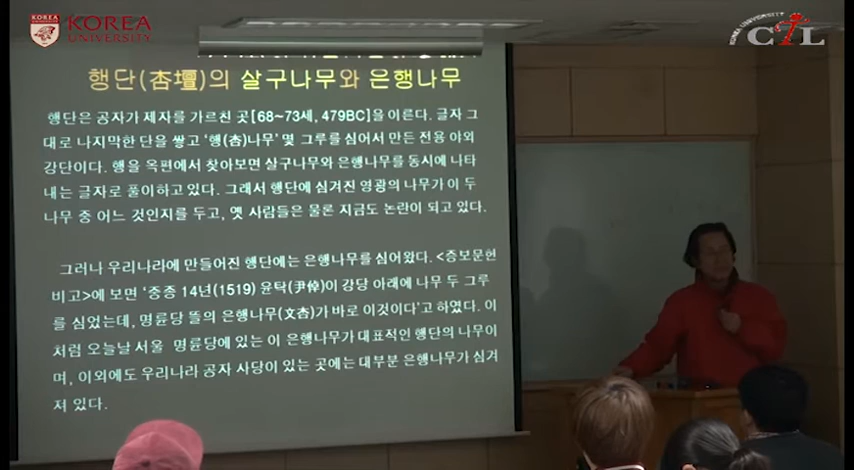 KOREA
UNIVERSITY
KOREA UNIVERSITY
CTL
행단(杏壇)의 살구나무와 은행나무
행단은 공자가 제자를 가르친 곳[68~73세, 479BC]을 이른다. 글자 그
대로 나지막한 단을 쌓고 '행(杏)나무' 몇 그루를 심어서 만든 전용 야외
강단이다. 행을 옥편에서 찾아보면 살구나무와 은행나무를 동시에 나타
내는 글자로 풀이하고 있다. 그래서 행단에 심겨진 영광의 나무가 이 두
나무 중 어느 것인지를 두고, 옛 사람들은 물론 지금도 논란이 되고 있다.
그러나 우리나라에 만들어진 행단에는 은행나무를 심어왔다. <증보문헌
비고>에 보면 '중종 14년(1519) 윤탁(尹倬)이 강당 아래에 나무 두 그루
를 심었는데, 명륜당 뜰의 은행나무(文杏)가 바로 이것이다'고 하였다. 이
처럼 오늘날 서울 명륜당에 있는 이 은행나무가 대표적인 행단의 나무이
며, 이외에도 우리나라 공자 사당이 있는 곳에는 대부분 은행나무가 심겨
져 있다.